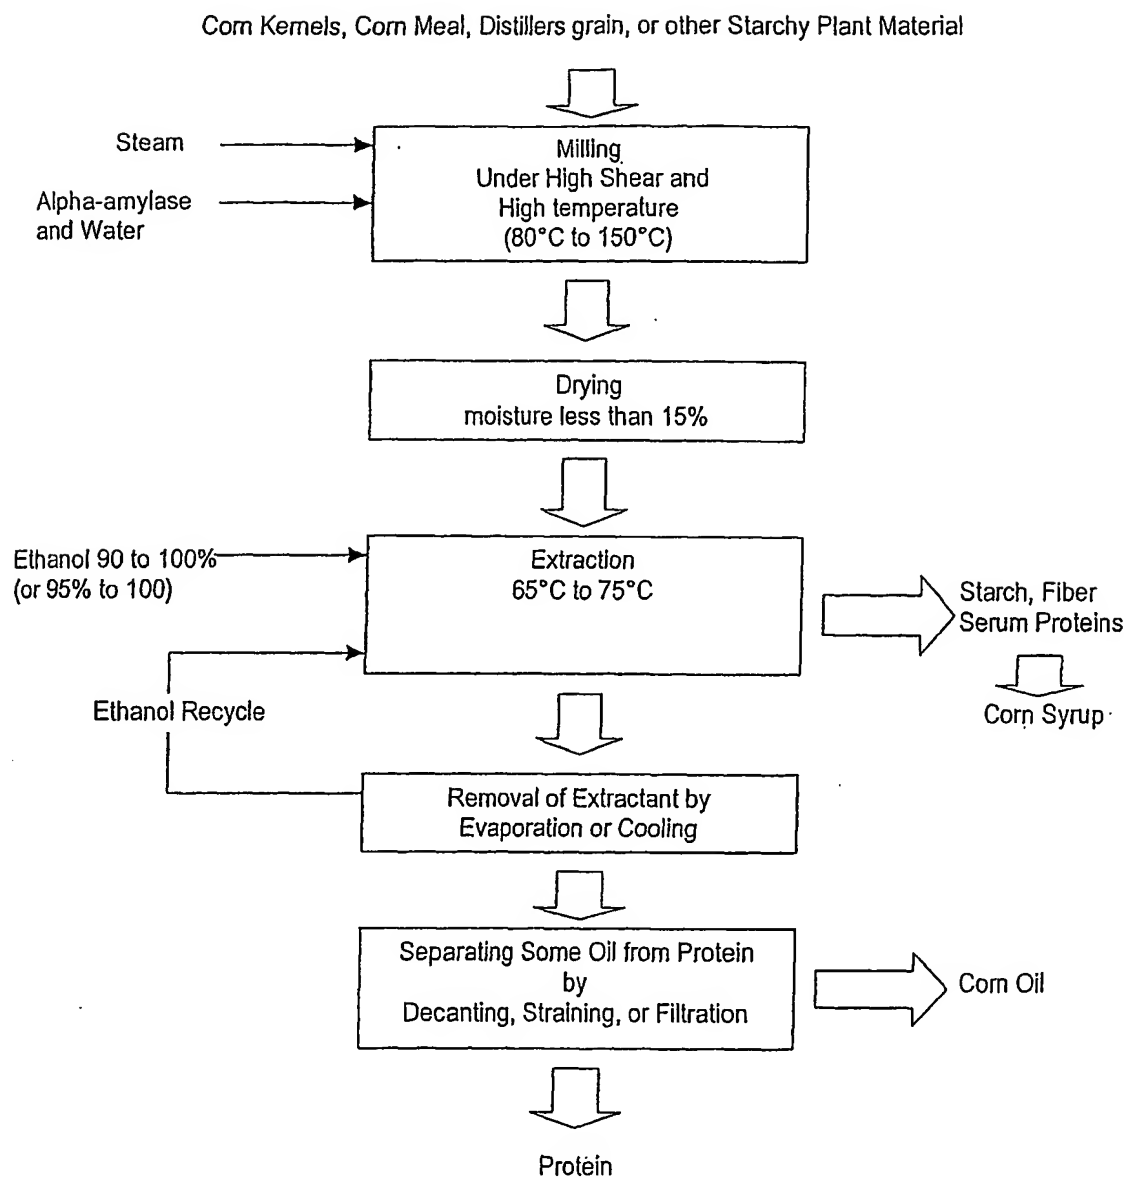 Corn Kernels, Corn Meal, Distillers grain, or other Starchy Plant Material
Steam
Alpha-amylase
and Water
Milling
Under High Shear and
High temperature
(80°C to 150°C)
Drying
moisture less than 15%
Ethanol 90 to 100%
(or 95% to 100)
Extraction
65°C to 75°C
Starch, Fiber
Serum Proteins
Corn Syrup
Ethanol Recycle
Removal of Extractant by
Evaporation or Cooling
Separating Some Oil from Protein
by
Decanting, Straining, or Filtration
Corn Oil
Protein